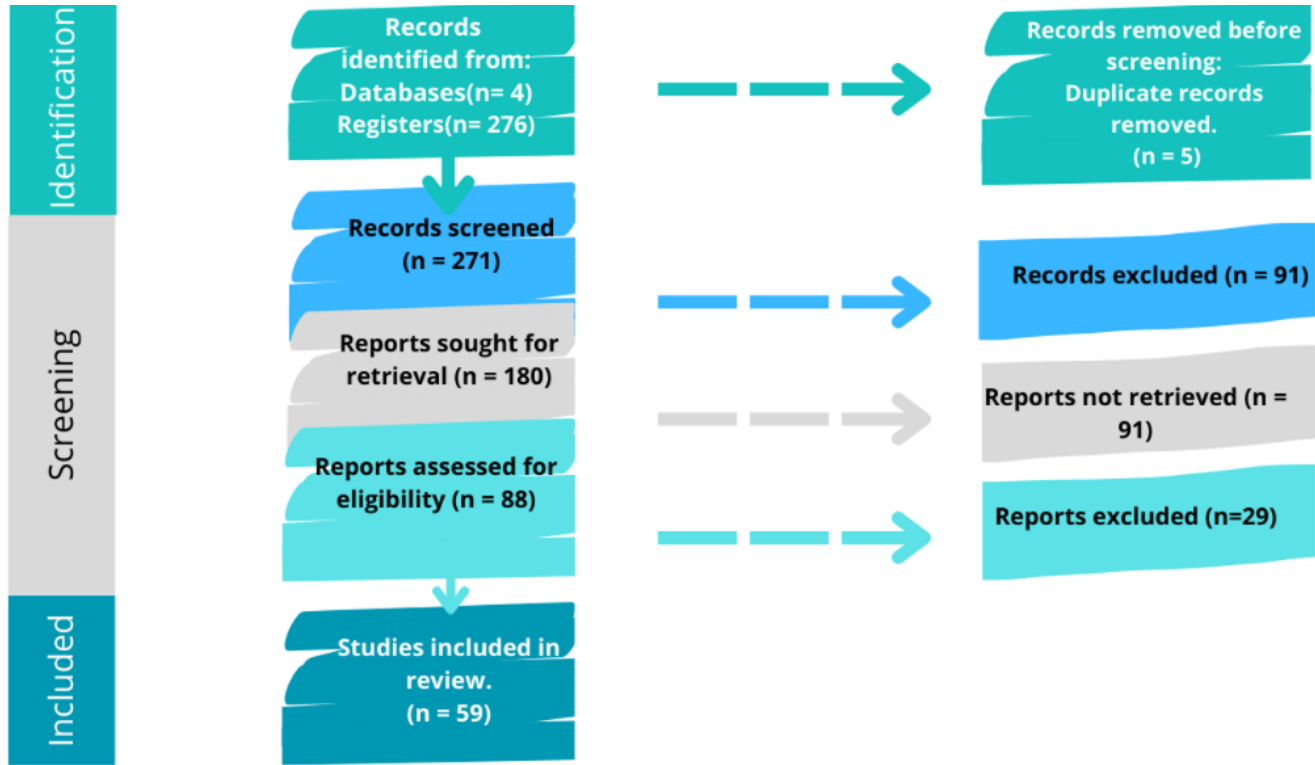 Identification
Records
identified from:
Databases(n= 4)
Registers(n= 276)
Records removed before
screening:
Duplicate records
removed.
(n = 5)
Screening
Records screened
(n = 271)
Records excluded (n = 91)
Reports sought for
retrieval (n = 180)
Reports not retrieved (n =
91)
Reports assessed for
eligibility (n = 88)
Reports excluded (n=29)
Included
Studies included in
review.
(n = 59)